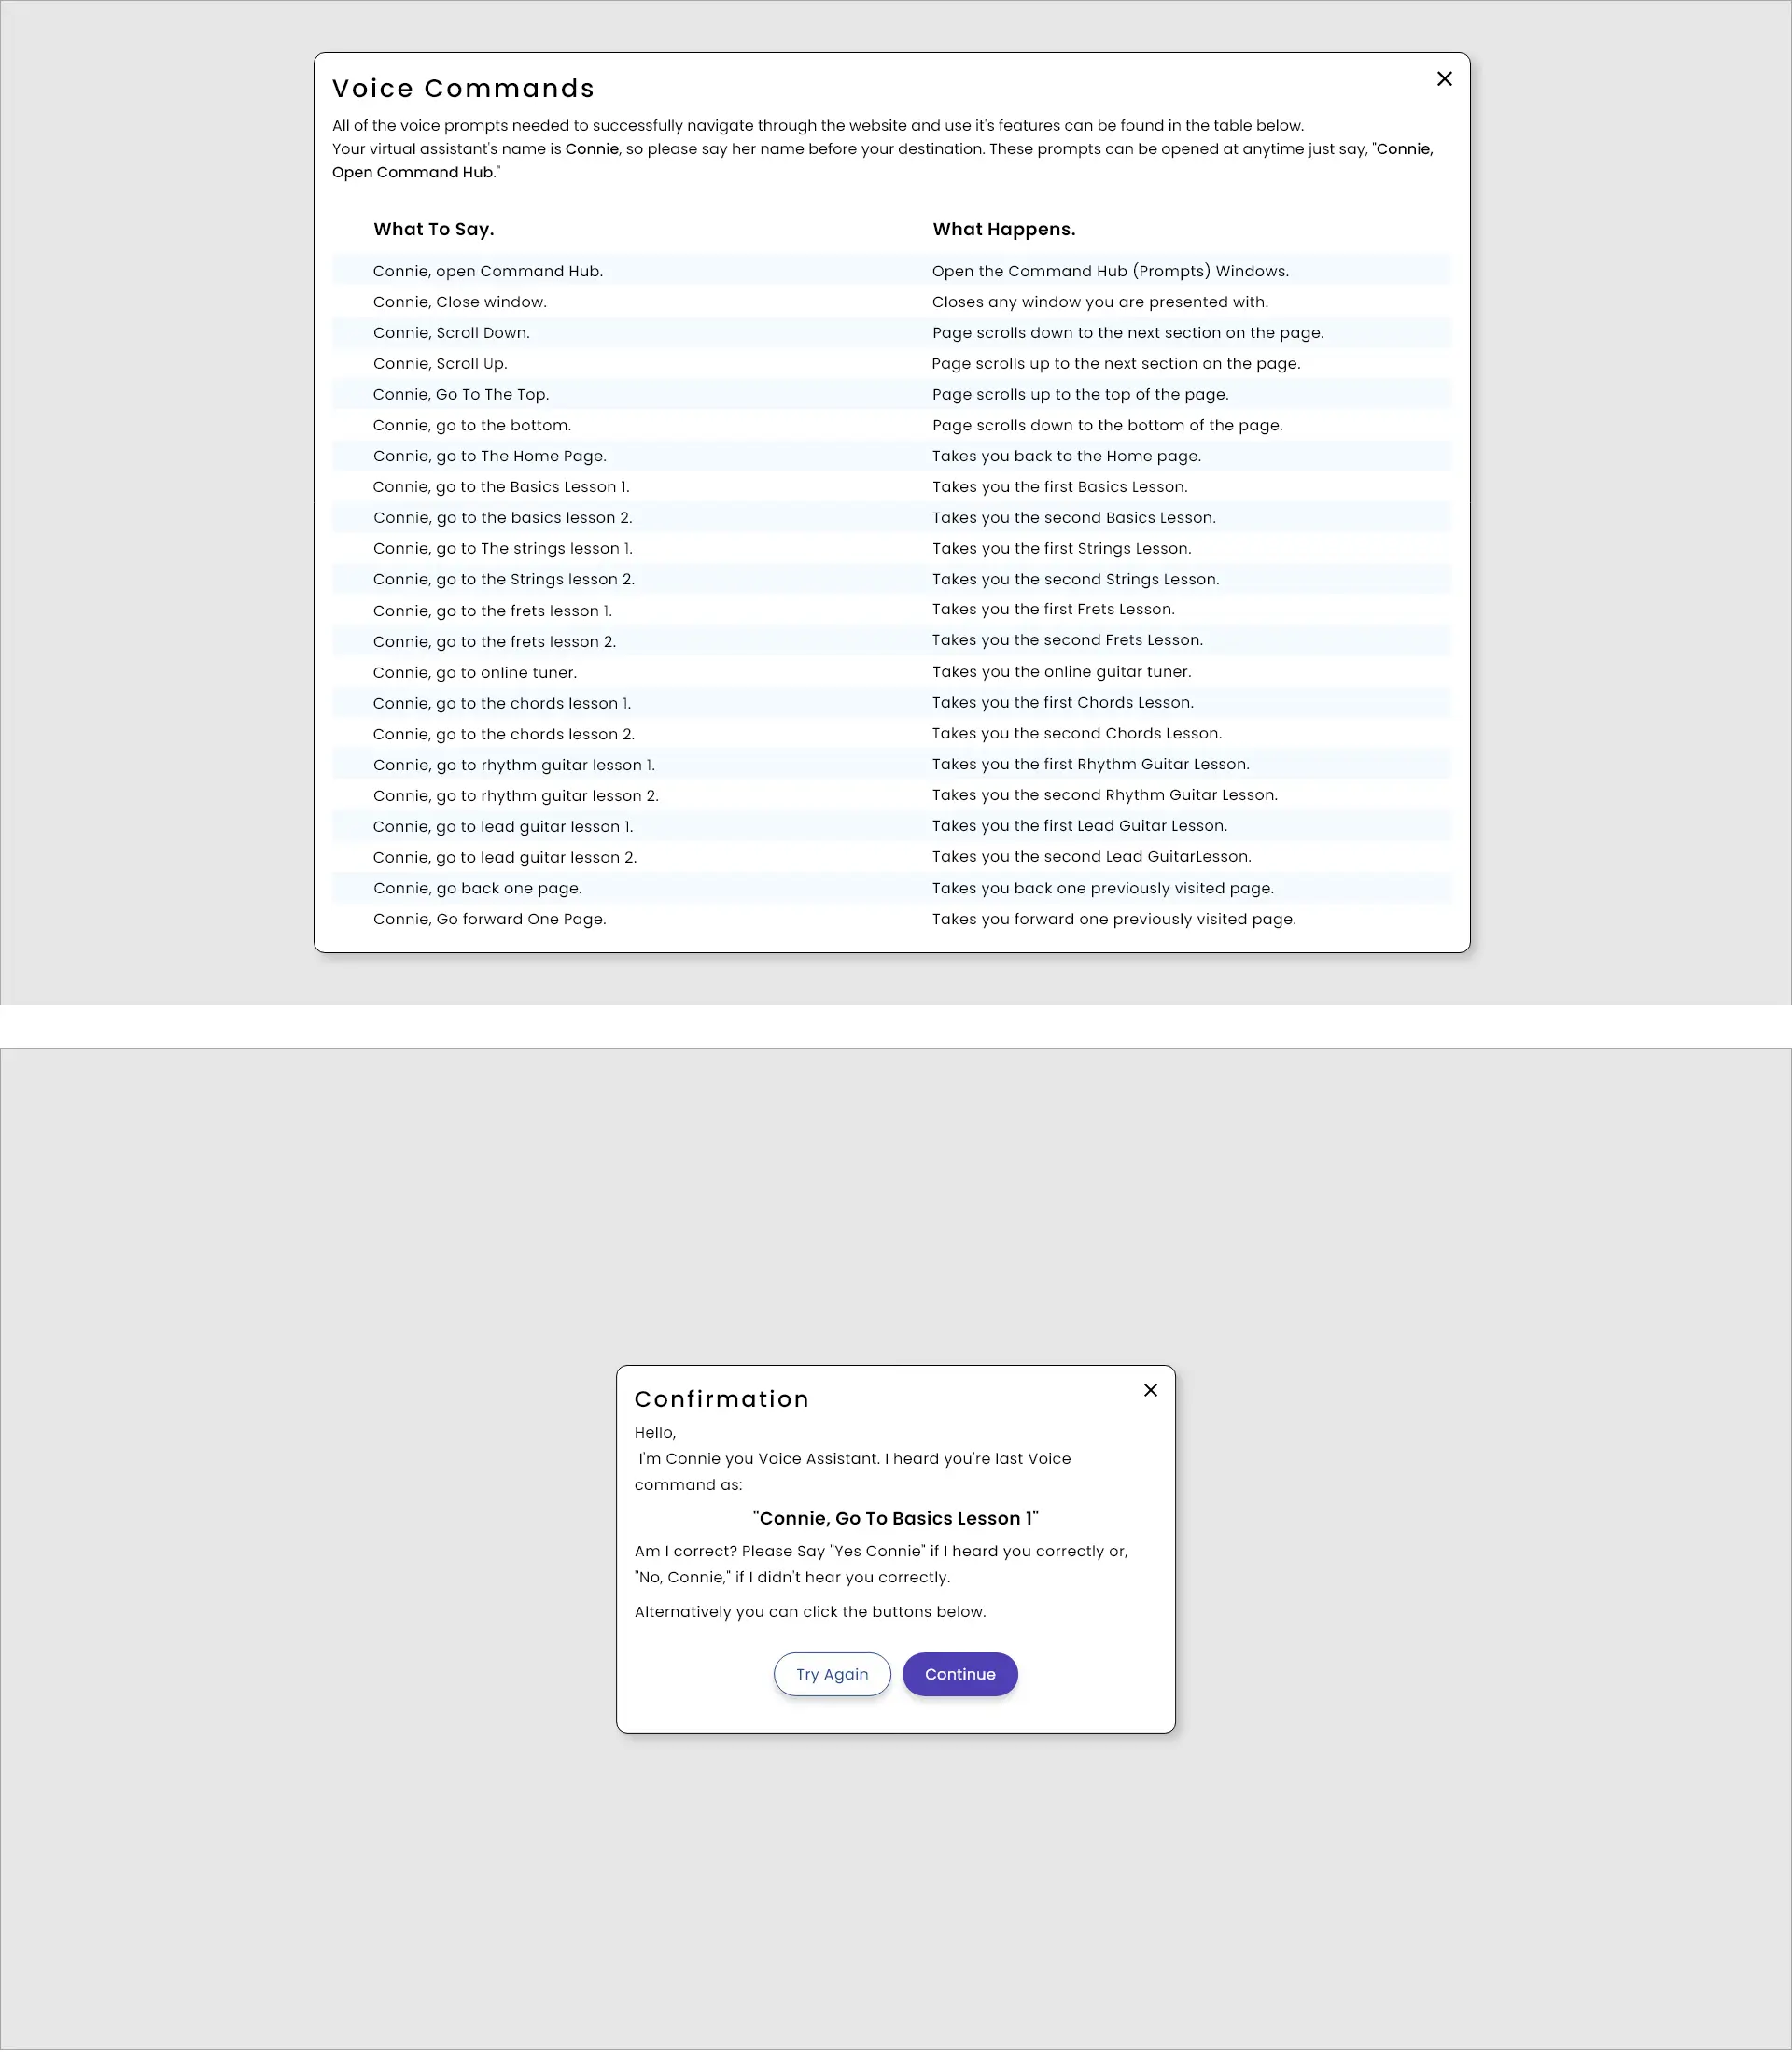 Voice Commands
All of the voice prompts needed to successfully navigate through the website and use it's features can be found in the table below.
Your virtual assistant's name is Connie, so please say her name before your destination. These prompts can be opened at anytime just say, "Connie,
Open Command Hub."
What To Say. What Happens.
Connie, open Command Hub. Open the Command Hub (Prompts) Windows.
Connie, Close window. Closes any window you are presented with.
Connie, Scroll Down. Page scrolls down to the next section on the page.
Connie, Scroll Up. Page scrolls up to the next section on the page.
Connie, Go To The Top. Page scrolls up to the top of the page.
Connie, go to the bottom. Page scrolls down to the bottom of the page.
Connie, go to The Home Page. Takes you back to the Home page.
Connie, go to the Basics Lesson 1. Takes you the first Basics Lesson.
Connie, go to the basics lesson 2. Takes you the second Basics Lesson.
Connie, go to The strings lesson 1. Takes you the first Strings Lesson.
Connie, go to the Strings lesson 2. Takes you the second Strings Lesson.
Connie, go to the frets lesson 1. Takes you the first Frets Lesson.
Connie, go to the frets lesson 2. Takes you the second Frets Lesson.
Connie, go to online tuner. Takes you the online guitar tuner.
Connie, go to the chords lesson 1. Takes you the first Chords Lesson.
Connie, go to the chords lesson 2. Takes you the second Chords Lesson.
Connie, go to rhythm guitar lesson 1. Takes you the first Rhythm Guitar Lesson.
Connie, go to rhythm guitar lesson 2. Takes you the second Rhythm Guitar Lesson.
Connie, go to lead guitar lesson 1. Takes you the first Lead Guitar Lesson.
Connie, go to lead guitar lesson 2. Takes you the second Lead GuitarLesson.
Connie, go back one page. Takes you back one previously visited page.
Connie, Go forward One Page. Takes you forward one previously visited page.
Confirmation
Hello,
I'm Connie you Voice Assistant. I heard you're last Voice
command as:
"Connie, Go To Basics Lesson 1"
Am I correct? Please Say "Yes Connie" if I heard you correctly or,
"No, Connie," if I didn't hear you correctly.
Alternatively you can click the buttons below.
Try Again Continue